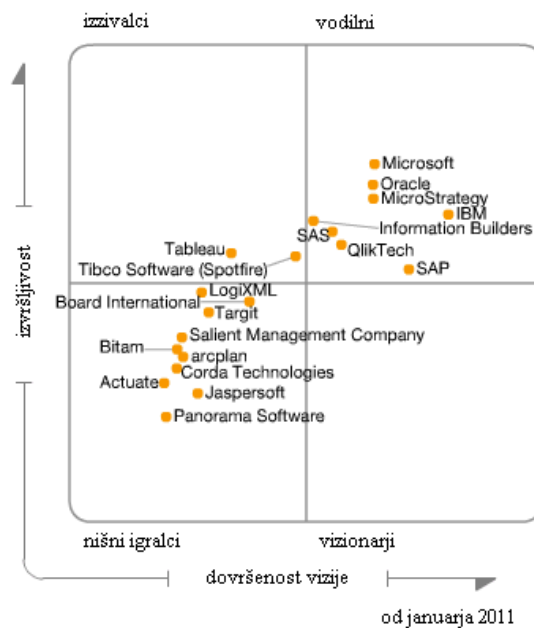 izzivalci
vodilni
Microsoft
Oracle
MicroStrategy
IBM
Information Builders
SAS
QlikTech
Tableau
Tibco Software (Spotfire)
SAP
LogiXML
Board International
Targit
Salient Management Company
Bitam
arcplan
Corda Technologies
Actuate
Jaspersoft
Panorama Software
izvršljivost
nišni igralci
vizionarji
dovršenost vizije
od januarja 2011